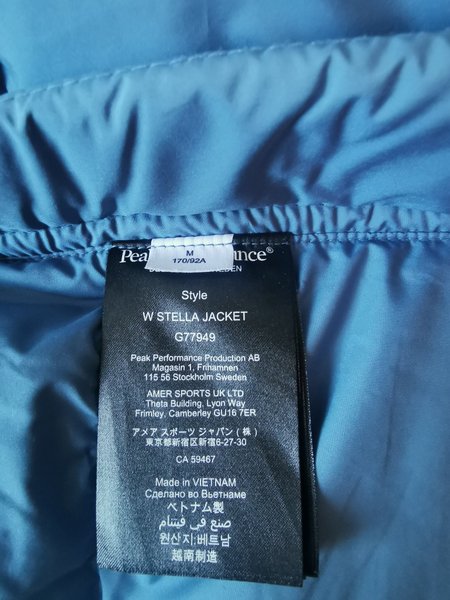 M
170/92A
Pea nce®
EDEN
Style
W STELLA JACKET
G77949
Peak Performance Production AB
Magasin 1, Frihamnen
115 56 Stockholm Sweden
AMER SPORTS UK LTD
Theta Building, Lyon Way
Frimley, Camberley GU16 7ER
アメア スポーツ ジャパン (株)
東京都新宿区新宿6-27-30
CA 59467
Made in VIETNAM
Сделано во Вьетнаме
ベトナム製
صنع في فيتنام
원산지:베트남
越南制造